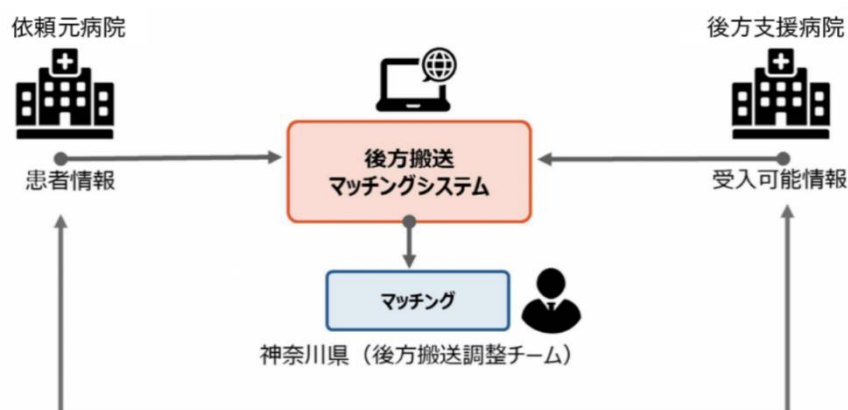 依頼元病院
後方支援病院
後方搬送
マッチングシステム
患者情報
受入可能情報
マッチング
神奈川県（後方搬送調整チーム）